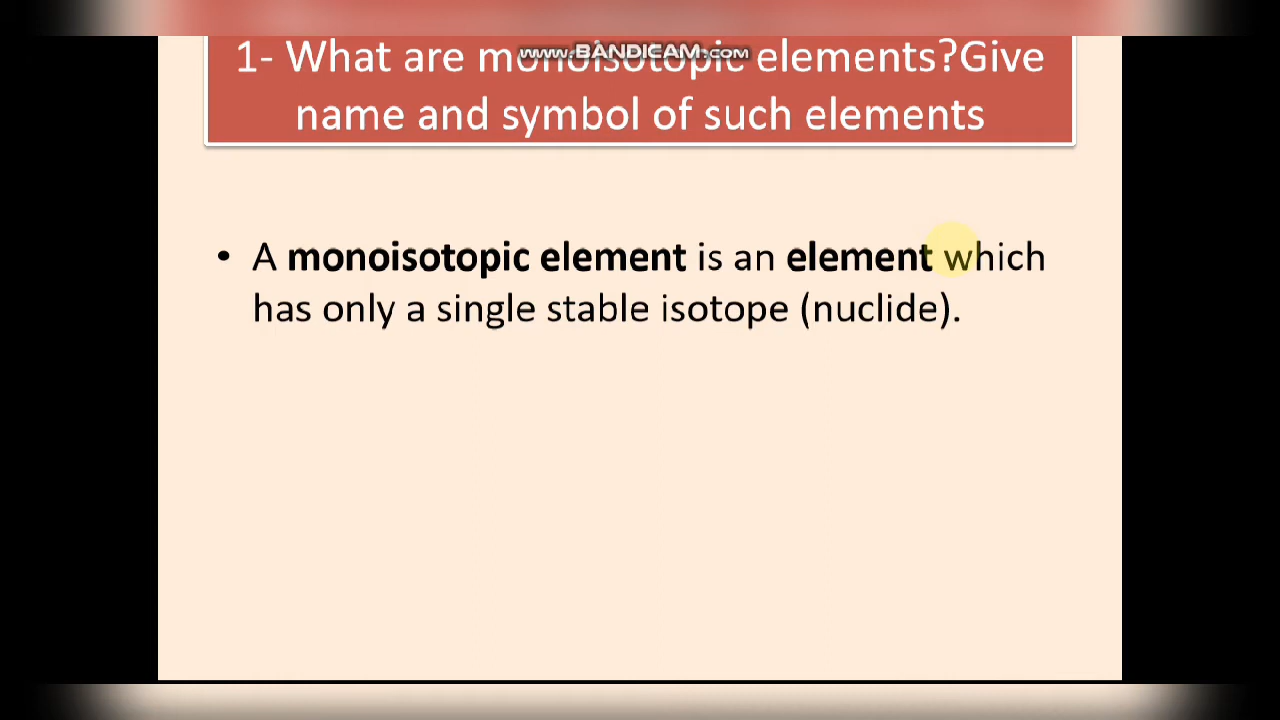 www.BANDICAM.com
1- What are monoisotopic elements?Give
name and symbol of such elements
• A monoisotopic element is an element which
has only a single stable isotope (nuclide).